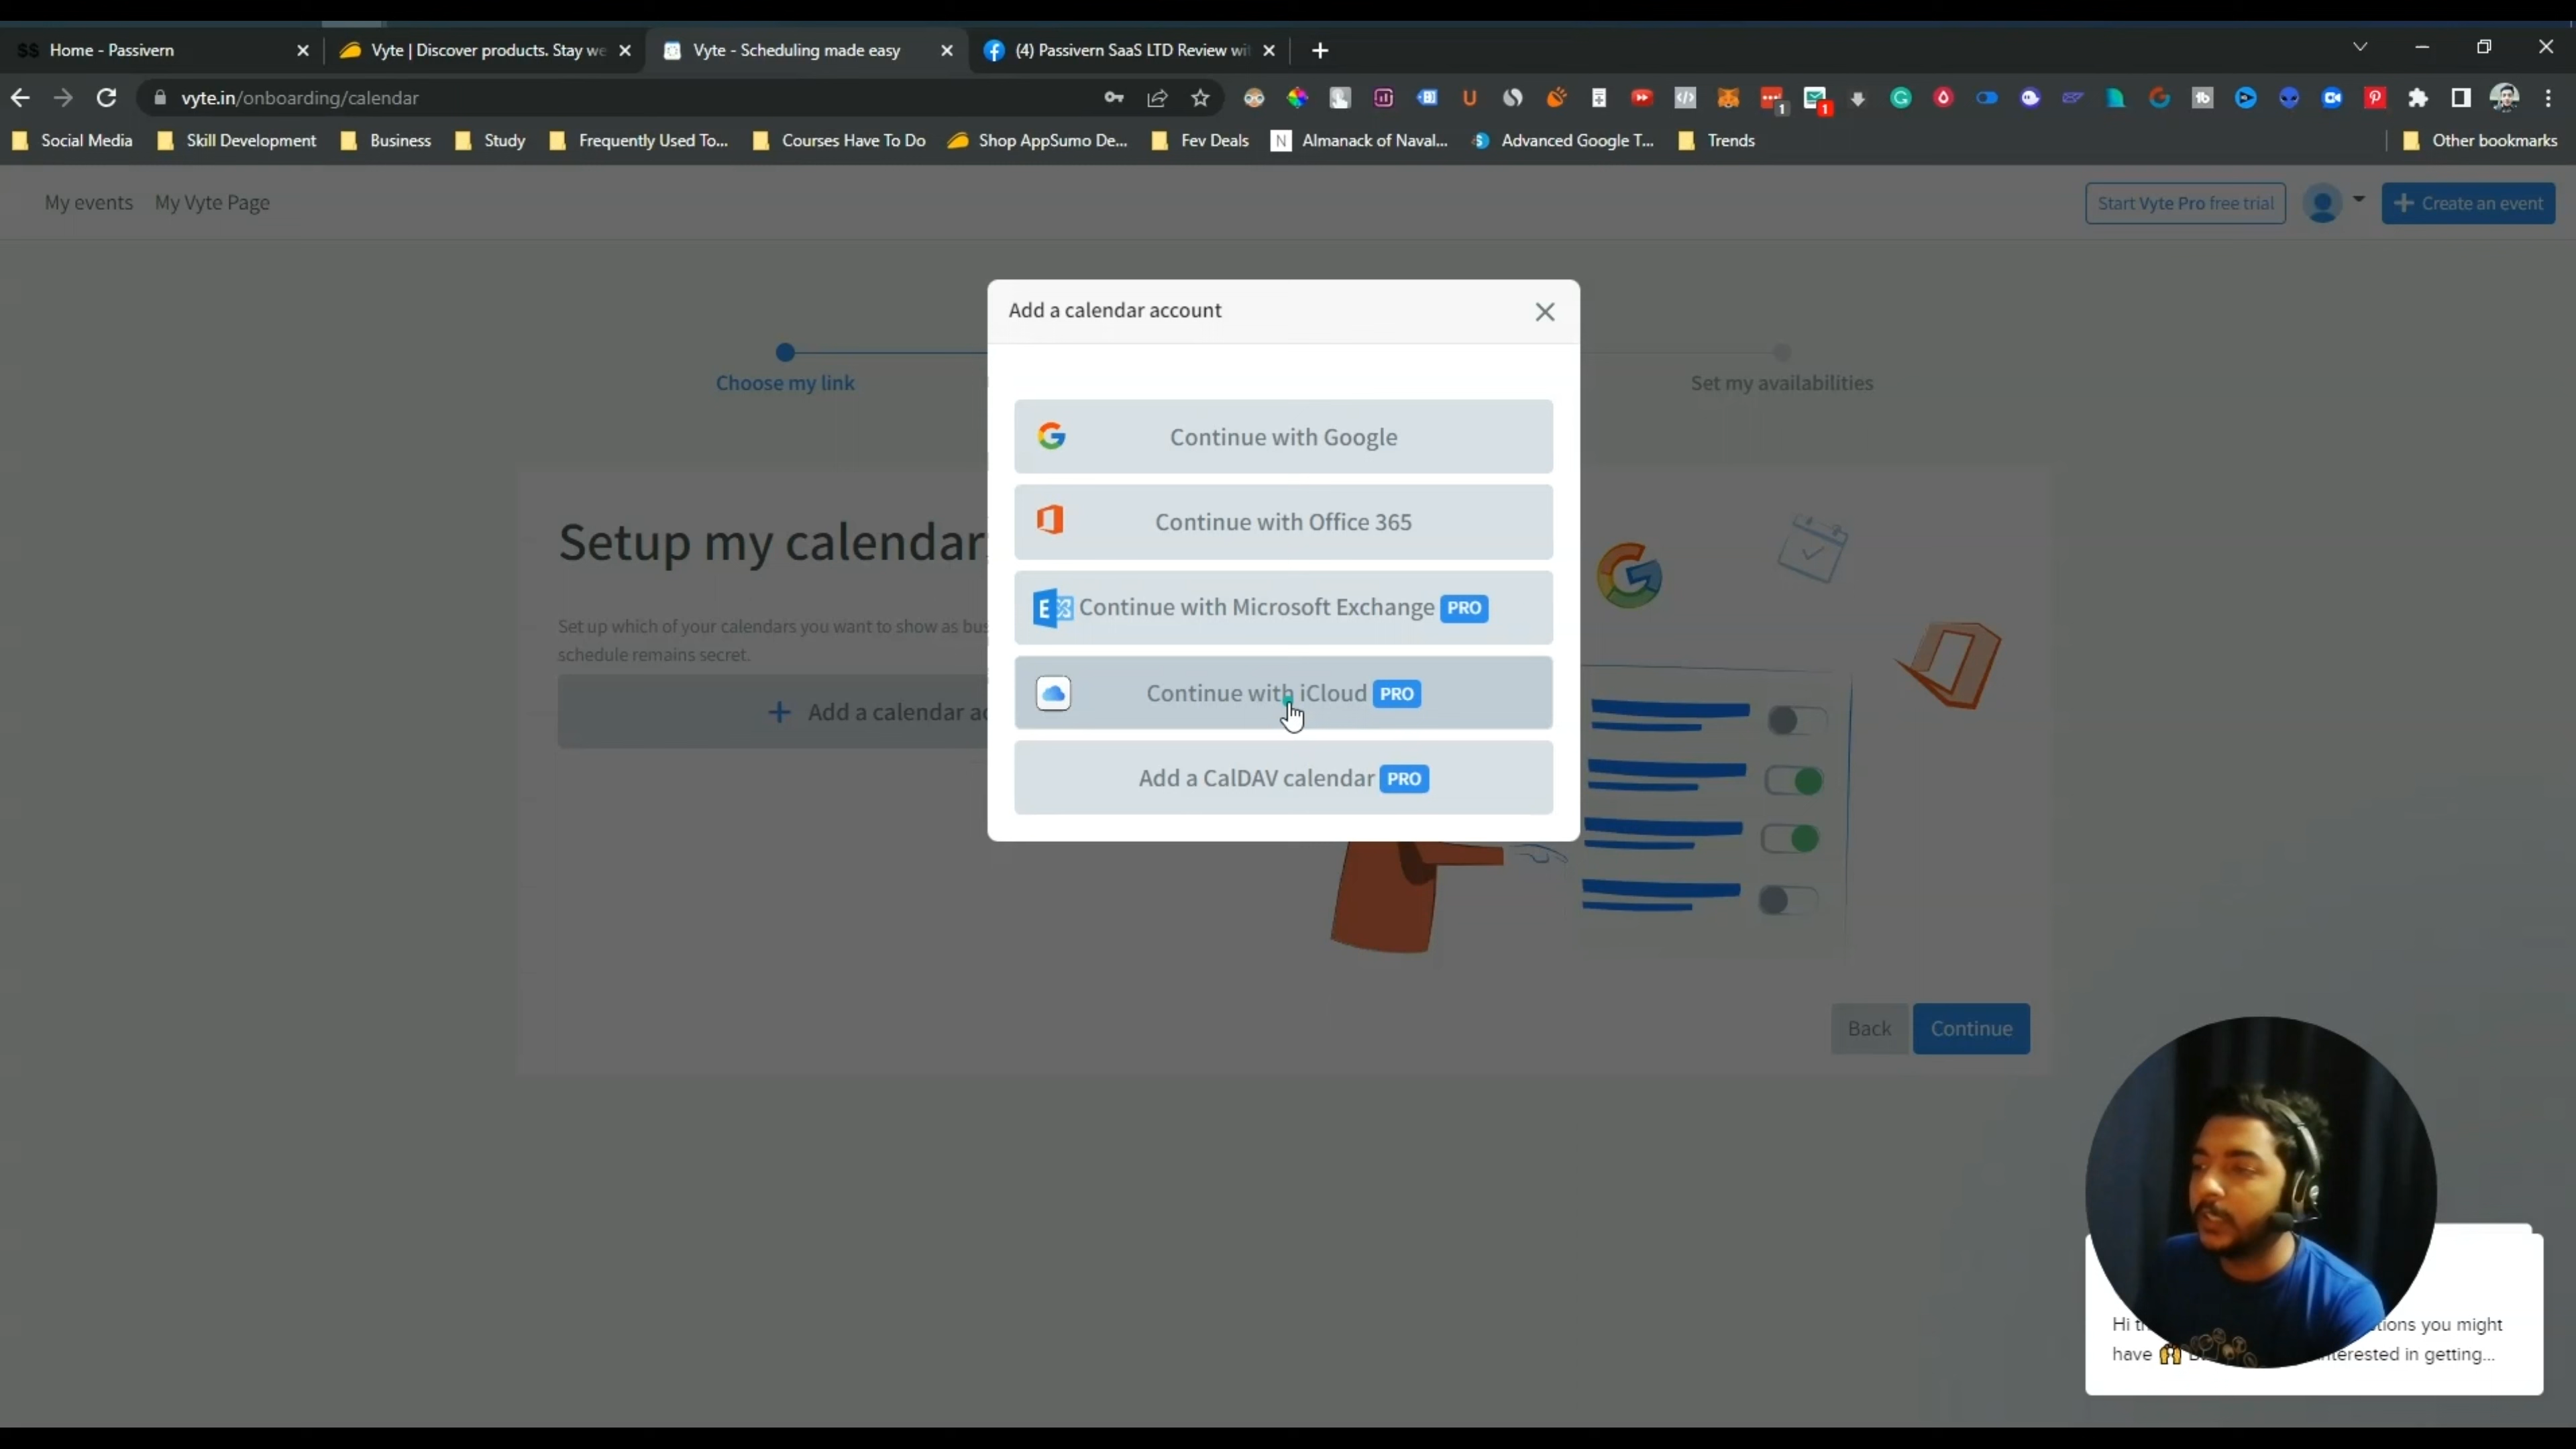 Home - Passivern
Vyte | Discover products. Stay we
Vyte - Scheduling made easy
(4) Passivern SaaS LTD Review wi
vyte.in/onboarding/calendar
Social Media
Skill Development
Business
Study
Frequently Used To...
Courses Have To Do
Shop AppSumo De...
Fev Deals
Almanack of Naval...
Advanced Google T...
Trends
Other bookmarks
My events
My Vyte Page
Start Vyte Pro free trial
Create an event
Add a calendar account
Choose my link
Set my availabilities
Continue with Google
Continue with Office 365
Continue with Microsoft Exchange PRO
Continue with iCloud PRO
Add a CalDAV calendar PRO
Setup my calendar
Set up which of your calendars you want to show as bus
schedule remains secret.
Add a calendar ac
Back
Continue
Hi
you might
have
interested in getting...